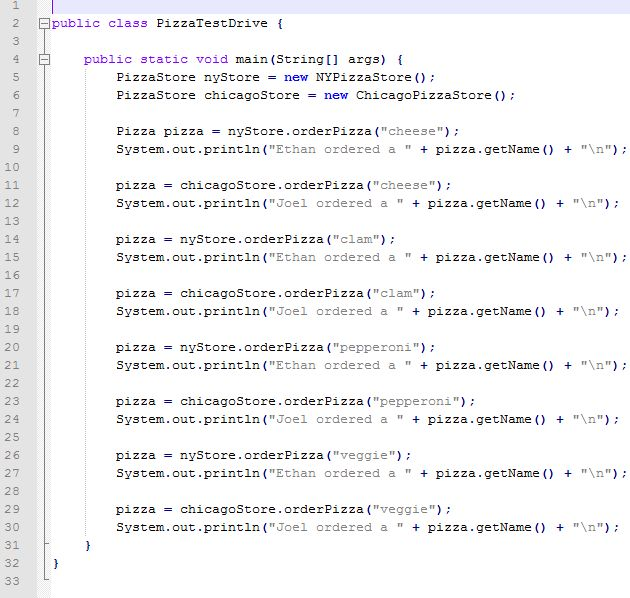 1
2 public class PizzaTestDrive {
3
4 public static void main(String[] args) {
5 PizzaStore nyStore = new NYPizzaStore();
6 PizzaStore chicagoStore = new ChicagoPizzaStore();
7
8 Pizza pizza = nyStore.orderPizza("cheese");
9 System.out.println("Ethan ordered a " + pizza.getName() + "\n");
10
11 pizza = chicagoStore.orderPizza("cheese");
12 System.out.println("Joel ordered a " + pizza.getName() + "\n");
13
14 pizza = nyStore.orderPizza("clam");
15 System.out.println("Ethan ordered a " + pizza.getName() + "\n");
16
17 pizza = chicagoStore.orderPizza("clam");
18 System.out.println("Joel ordered a " + pizza.getName() + "\n");
19
20 pizza = nyStore.orderPizza("pepperoni");
21 System.out.println("Ethan ordered a " + pizza.getName() + "\n");
22
23 pizza = chicagoStore.orderPizza("pepperoni");
24 System.out.println("Joel ordered a " + pizza.getName() + "\n");
25
26 pizza = nyStore.orderPizza("veggie");
27 System.out.println("Ethan ordered a " + pizza.getName() + "\n");
28
29 pizza = chicagoStore.orderPizza("veggie");
30 System.out.println("Joel ordered a " + pizza.getName() + "\n");
31 }
32 }
33